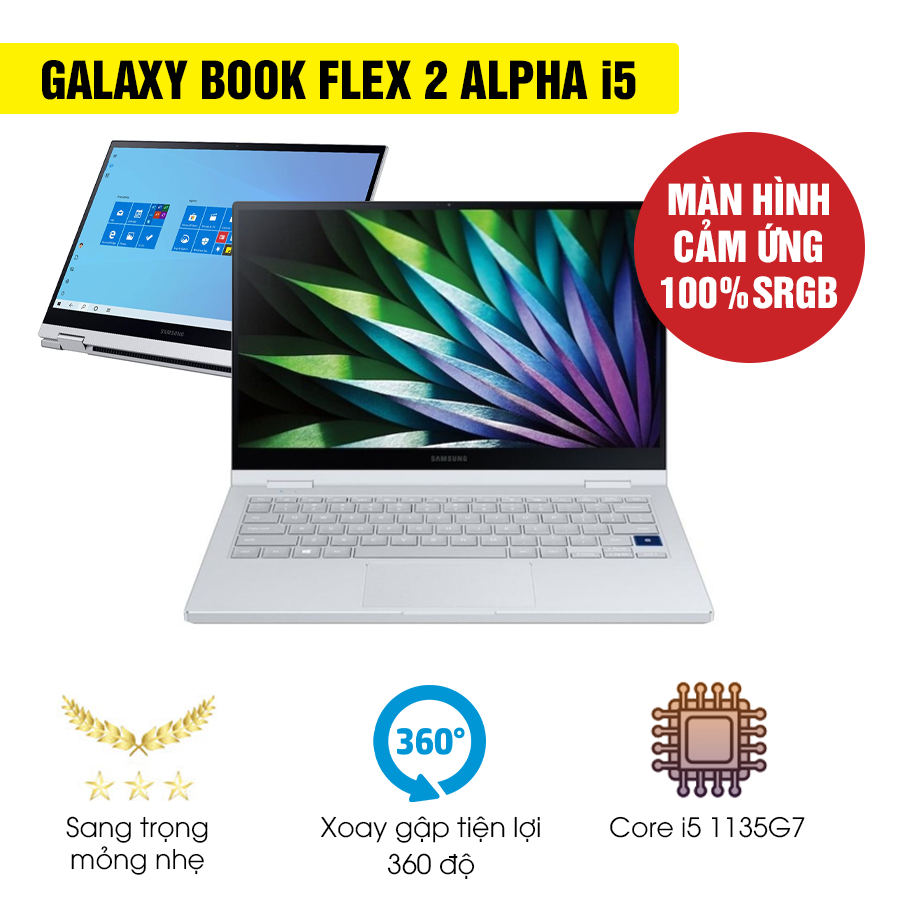 GALAXY BOOK FLEX 2 ALPHA i5
MÀN HÌNH
CẢM ỨNG
100%SRGB
SAMSUNG
SAMSUNG
360°
Sang trọng
mỏng nhẹ
Xoay gập tiện lợi
360 độ
Core i5 1135G7